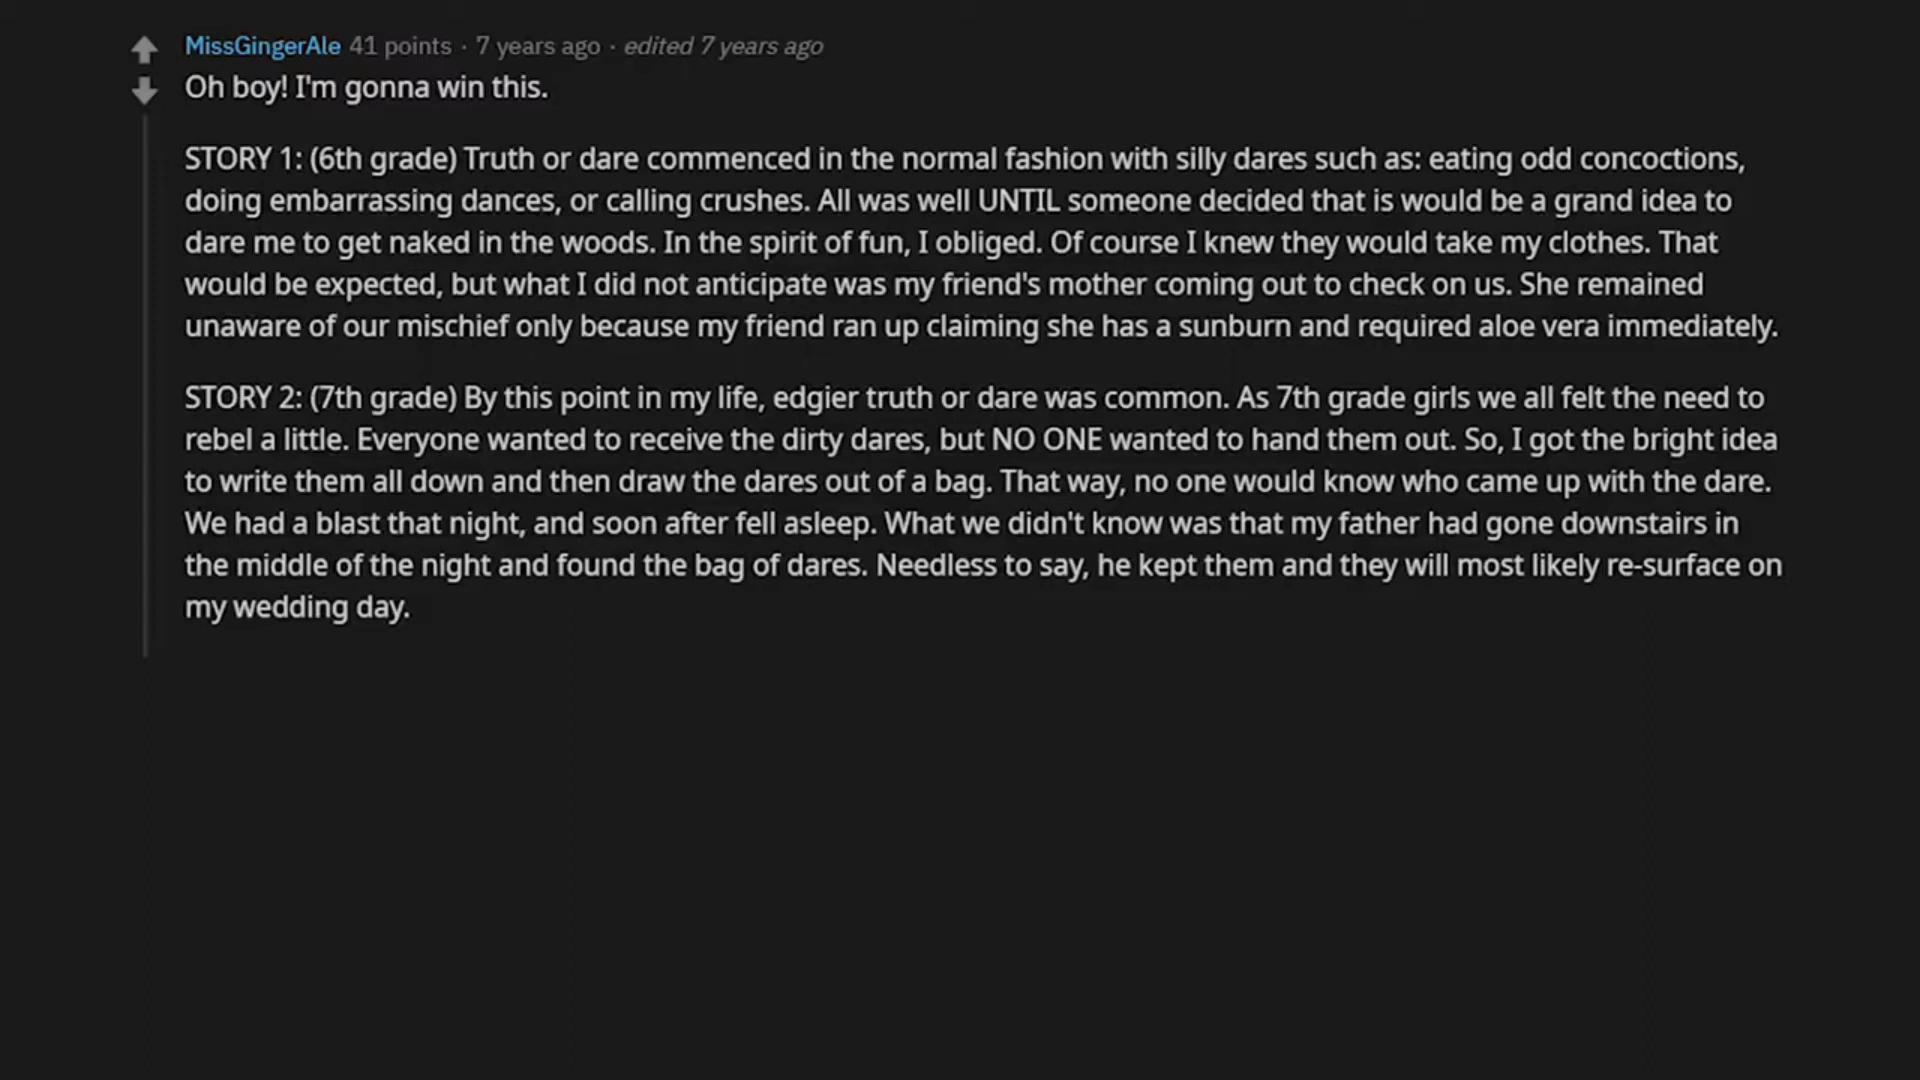 MissGingerAle 41 points · 7 years ago · edited 7 years ago
Oh boy! I'm gonna win this.
STORY 1: (6th grade) Truth or dare commenced in the normal fashion with silly dares such as: eating odd concoctions,
doing embarrassing dances, or calling crushes. All was well UNTIL someone decided that is would be a grand idea to
dare me to get naked in the woods. In the spirit of fun, I obliged. Of course I knew they would take my clothes. That
would be expected, but what I did not anticipate was my friend's mother coming out to check on us. She remained
unaware of our mischief only because my friend ran up claiming she has a sunburn and required aloe vera immediately.
STORY 2: (7th grade) By this point in my life, edgier truth or dare was common. As 7th grade girls we all felt the need to
rebel a little. Everyone wanted to receive the dirty dares, but NO ONE wanted to hand them out. So, I got the bright idea
to write them all down and then draw the dares out of a bag. That way, no one would know who came up with the dare.
We had a blast that night, and soon after fell asleep. What we didn't know was that my father had gone downstairs in
the middle of the night and found the bag of dares. Needless to say, he kept them and they will most likely re-surface on
my wedding day.